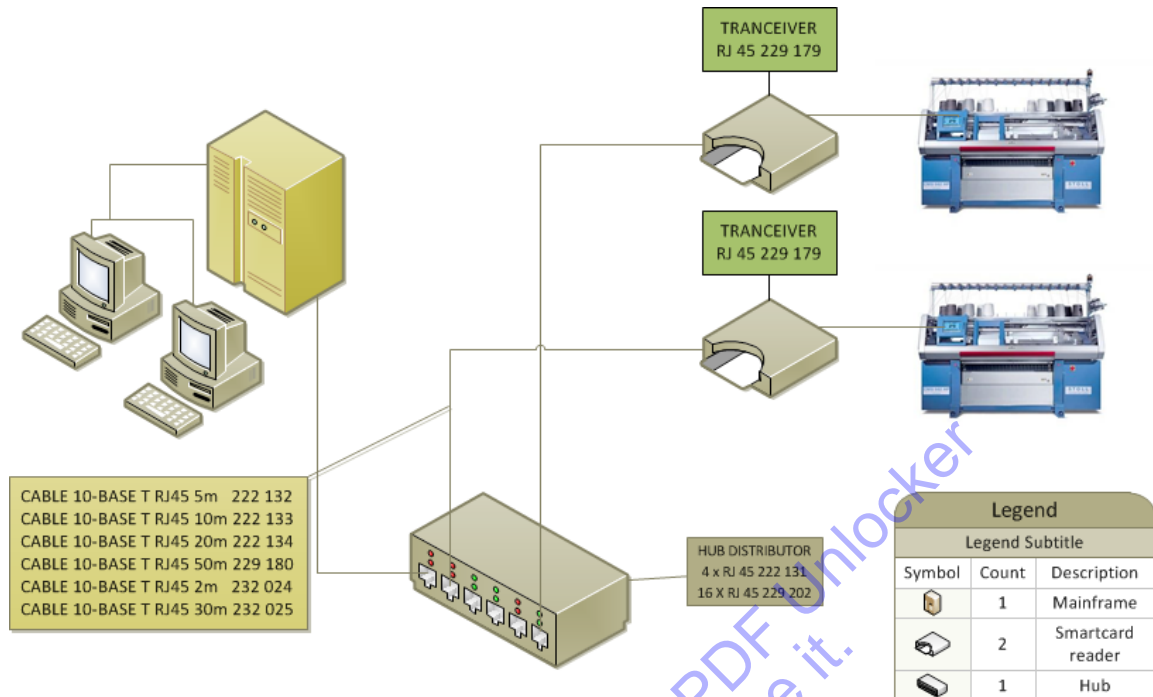 TRANCEIVER
RJ 45 229 179
TRANCEIVER
RJ 45 229 179
CABLE 10-BASE T RJ45 5m 222 132
CABLE 10-BASE T RJ45 10m 222 133
CABLE 10-BASE T RJ45 20m 222 134
CABLE 10-BASE T RJ45 50m 229 180
CABLE 10-BASE T RJ45 2m 232 024
CABLE 10-BASE T RJ45 30m 232 025
HUB DISTRIBUTOR
4 x RJ 45 222 131
16 X RJ 45 229 202
Legend
Legend Subtitle
Symbol Count Description
1 Mainframe
2 Smartcard
reader
1 Hub
PDF Unlocker
it.